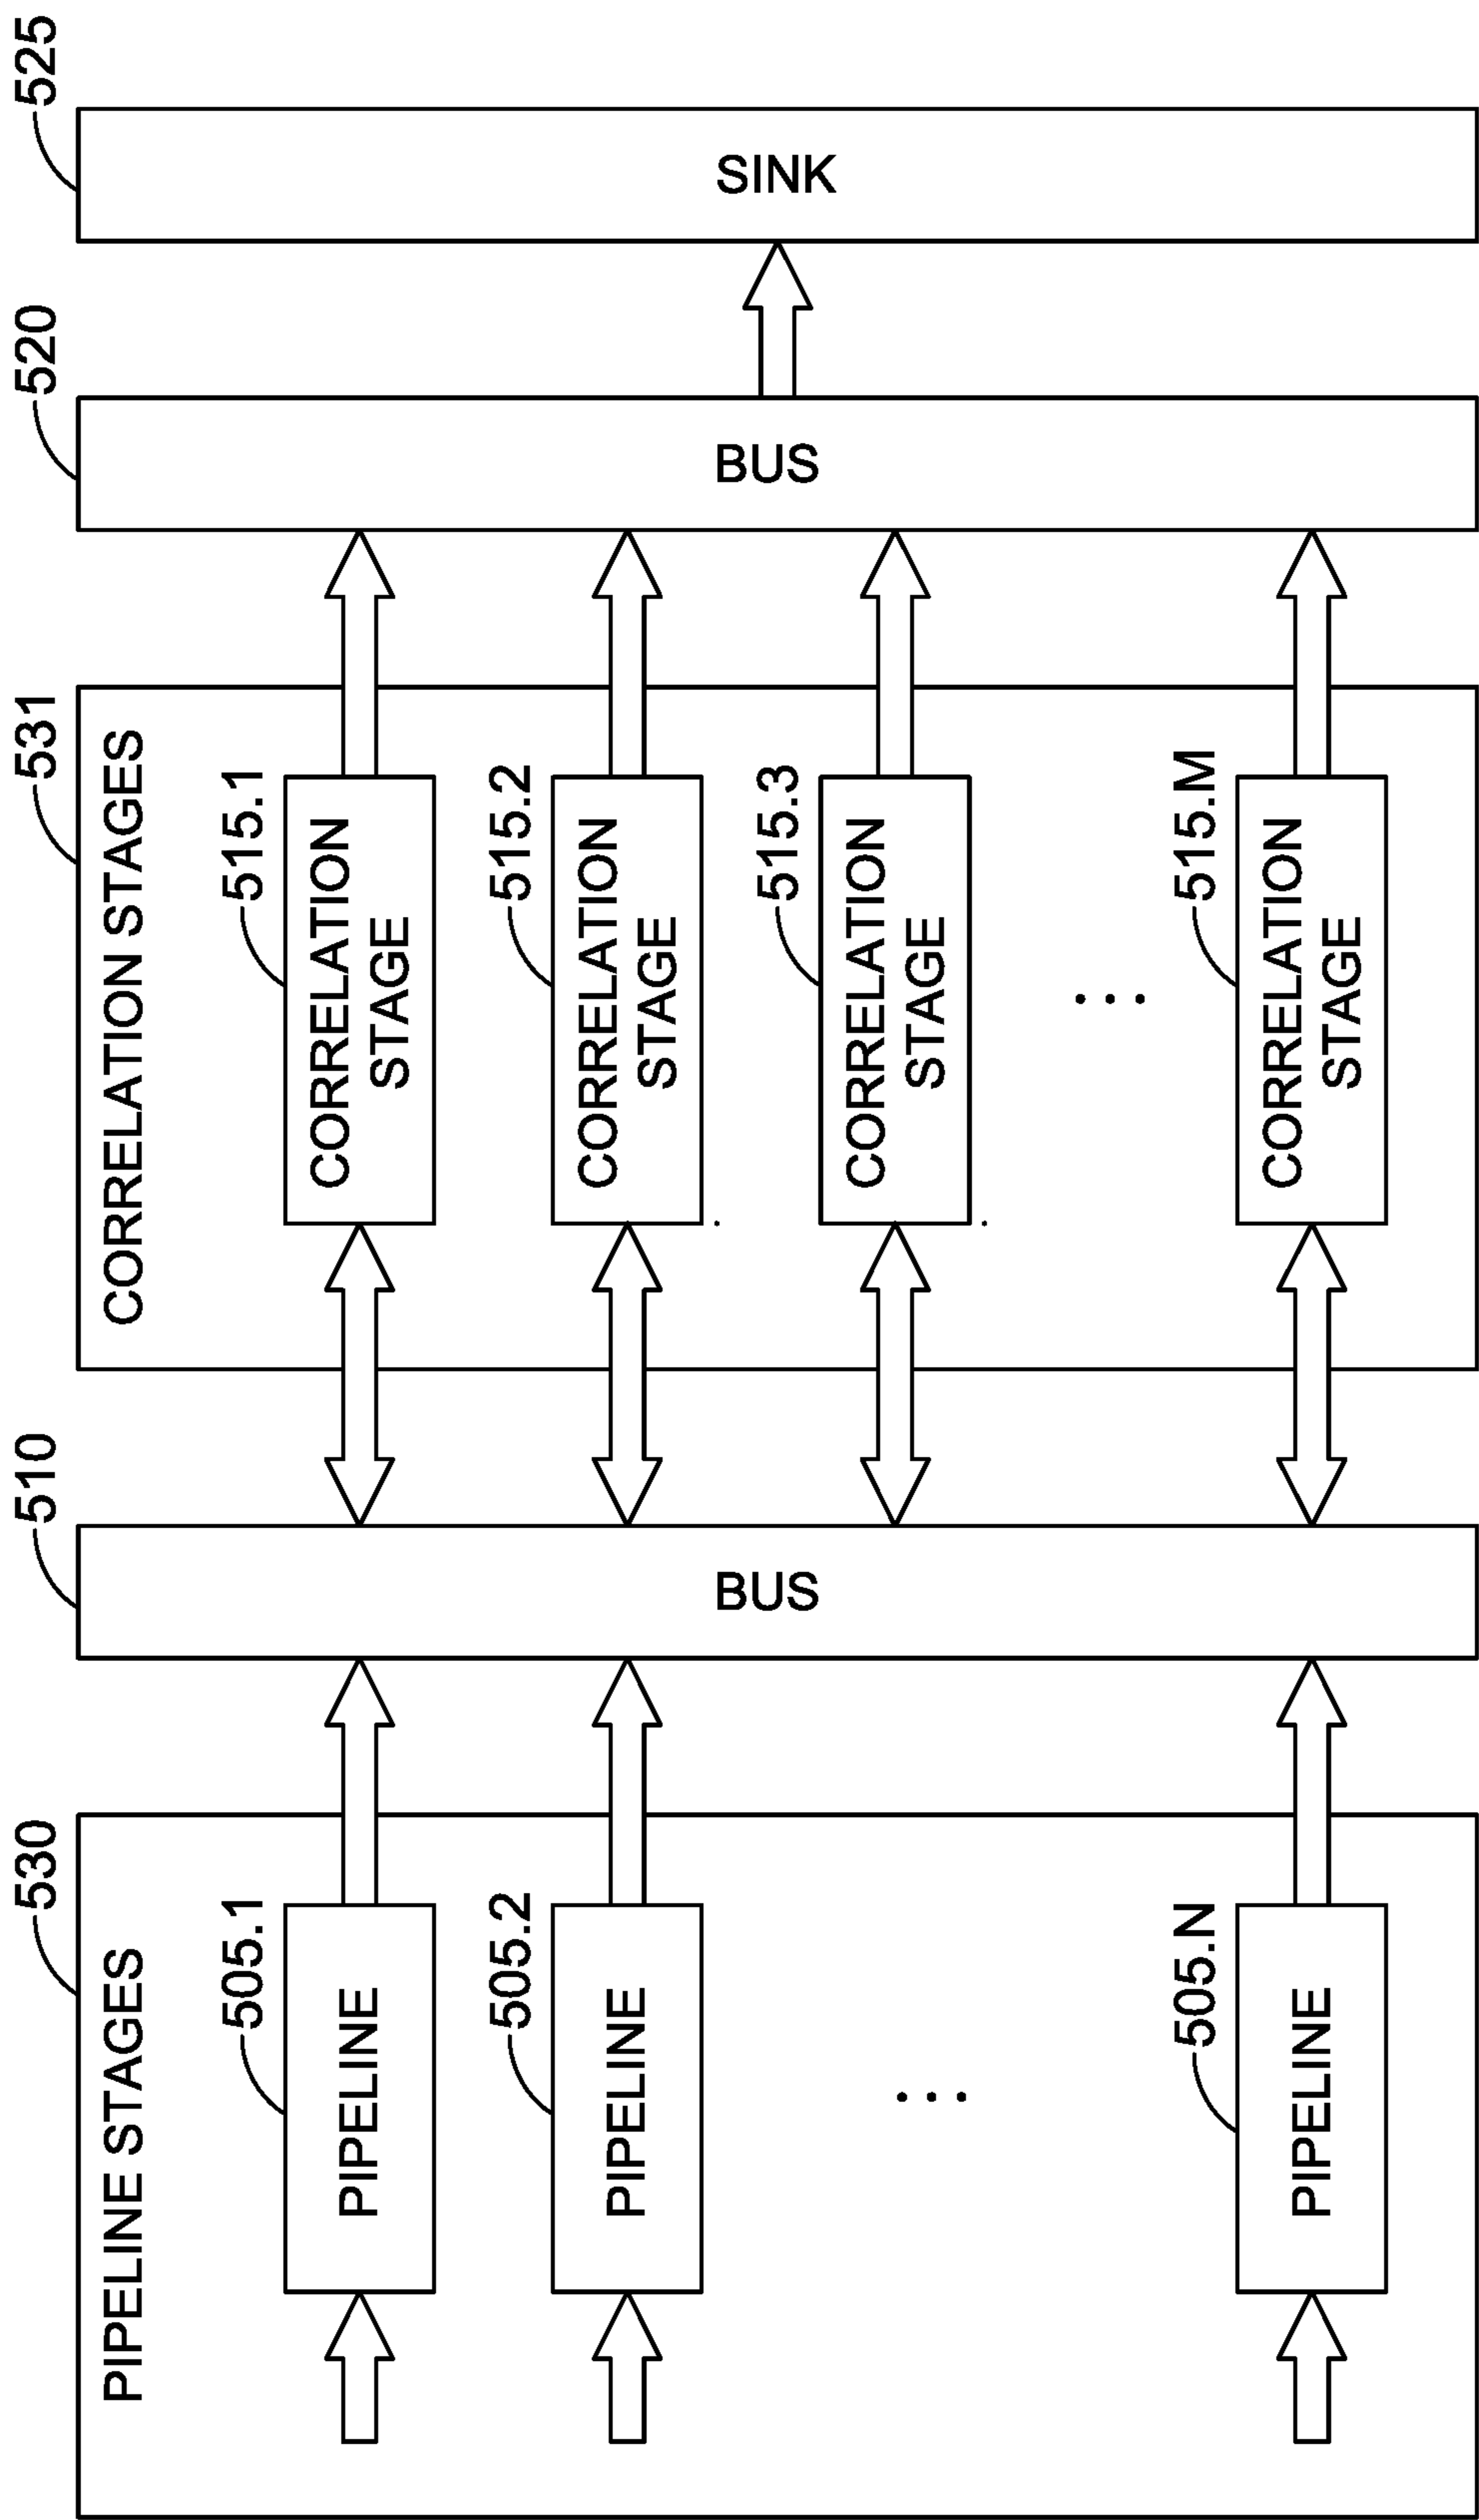 530
PIPELINE STAGES
505.1
PIPELINE
505.2
PIPELINE
...
505.N
PIPELINE
510
BUS
531
CORRELATION STAGES
515.1
CORRELATION
STAGE
515.2
CORRELATION
STAGE
515.3
CORRELATION
STAGE
...
515.M
CORRELATION
STAGE
520
BUS
525
SINK